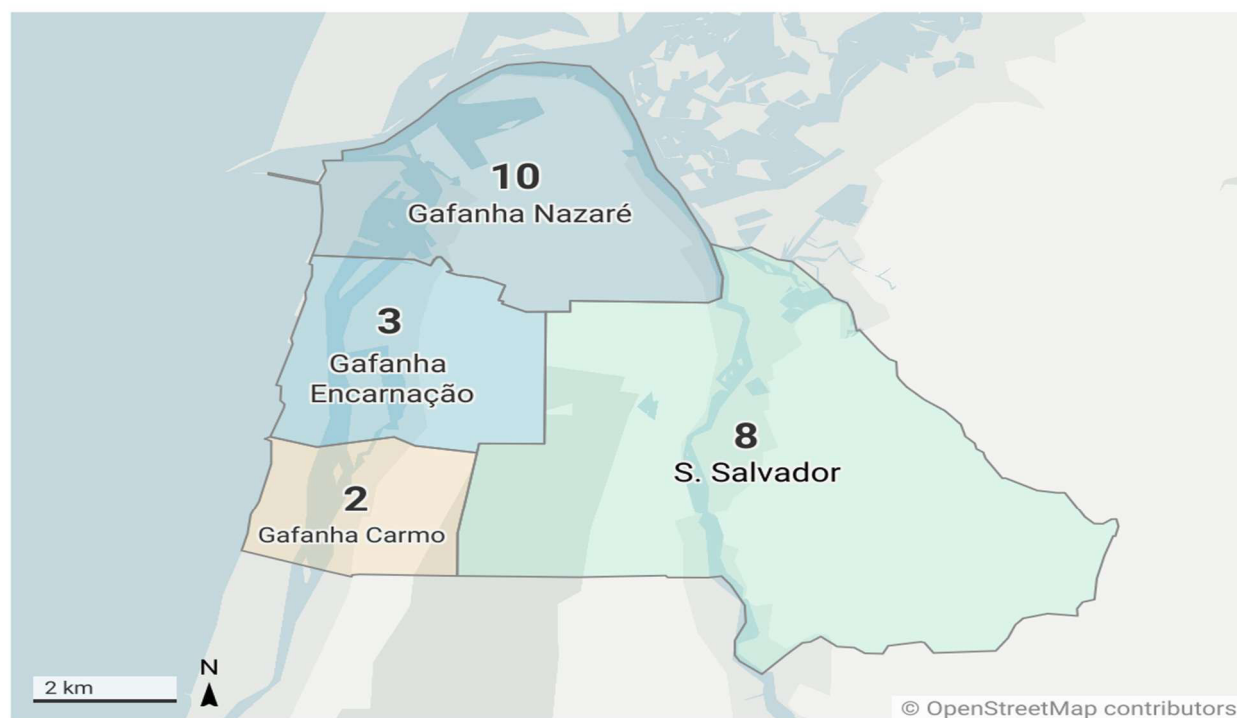 10
Gafanha Nazaré
3
Gafanha
Encarnação
8
S. Salvador
2
Gafanha Carmo
N
2 km
© OpenStreetMap contributors